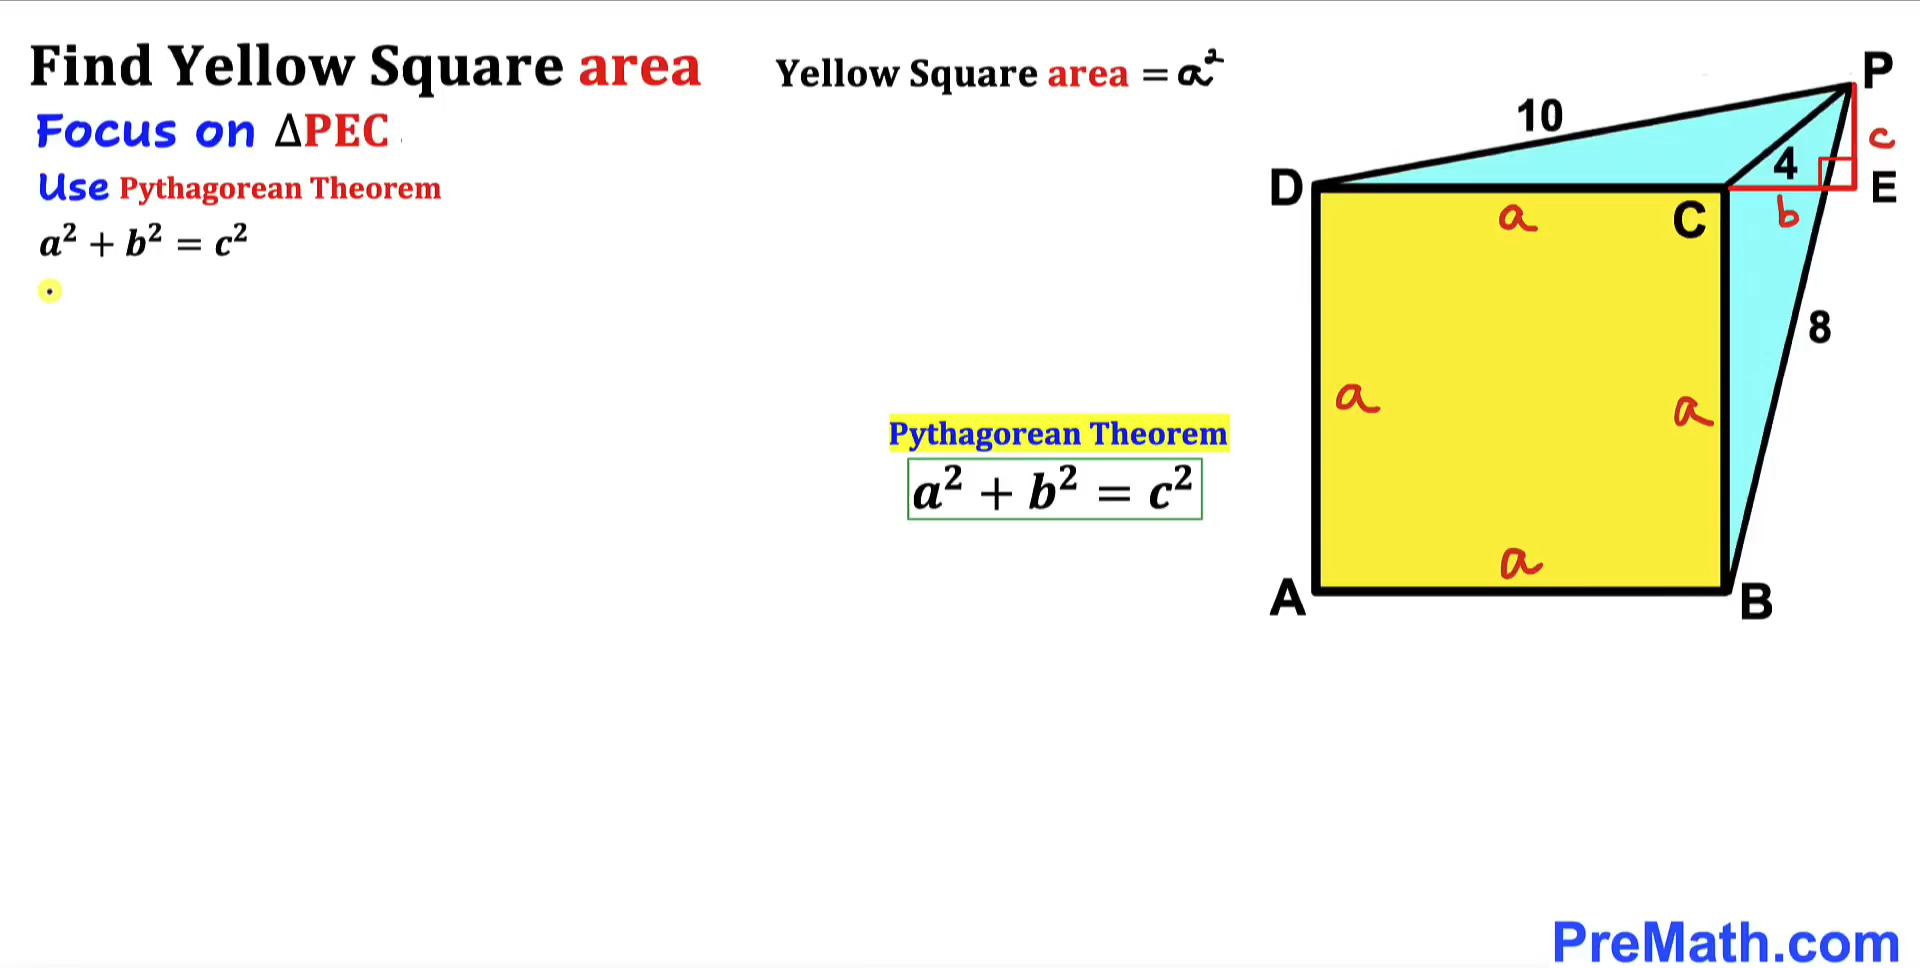 Find Yellow Square area
Yellow Square area = a²
Focus on ΔPEC
Use Pythagorean Theorem
a² + b² = c²
Pythagorean Theorem
a² + b² = c²
P
10
c
4
D
E
a
C
b
8
a
a
a
A
B
PreMath.com